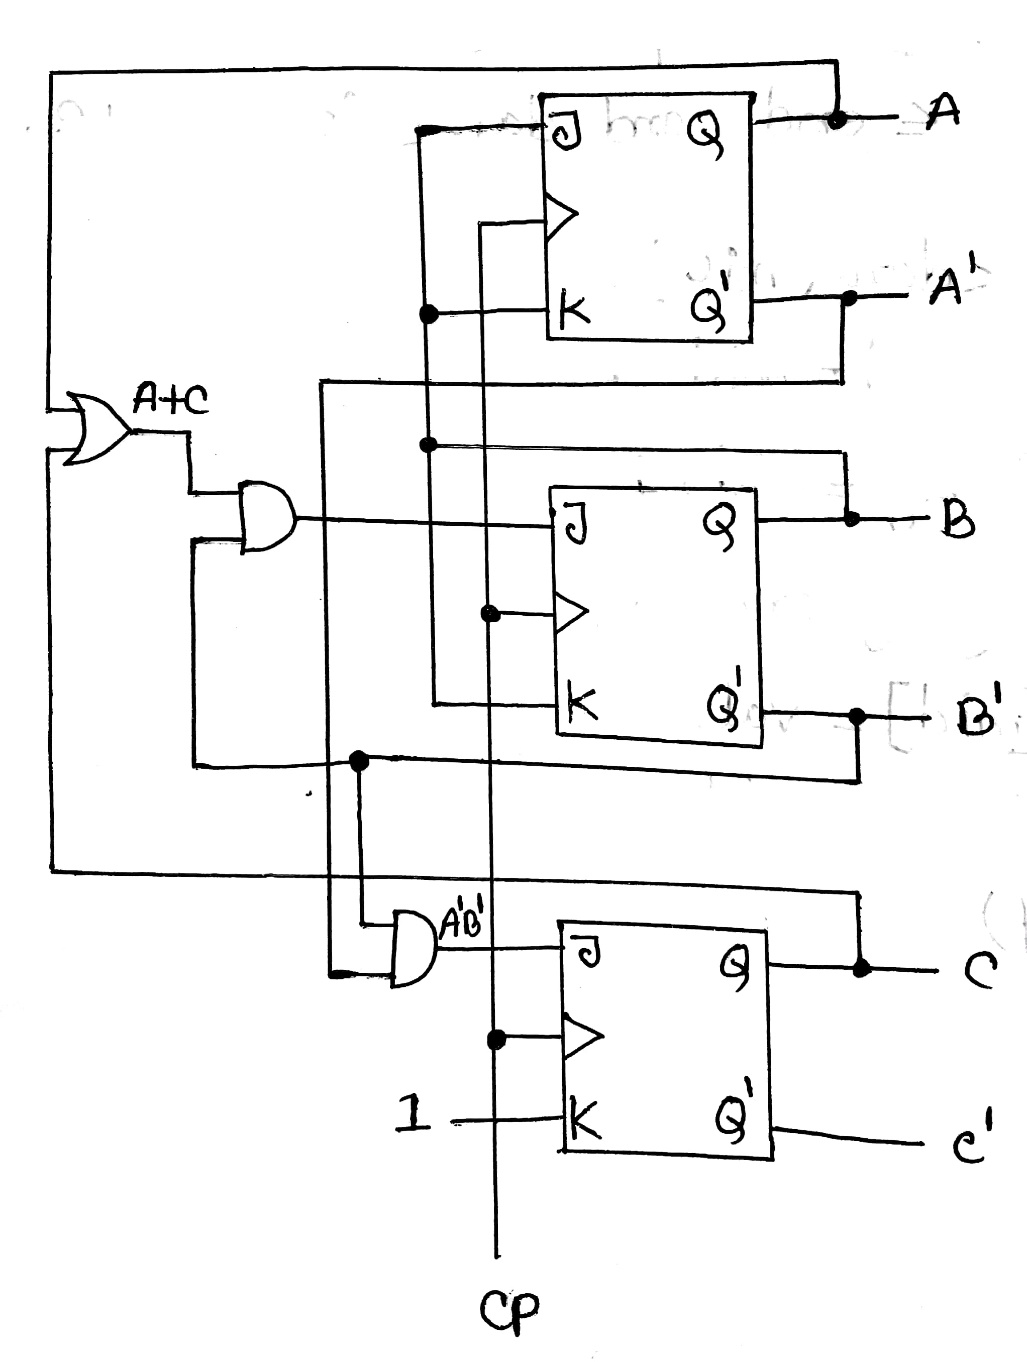 J Q A
K Q' A'
A+C
J Q B
K Q' B'
A'B'
J Q C
1 K Q' C'
CP